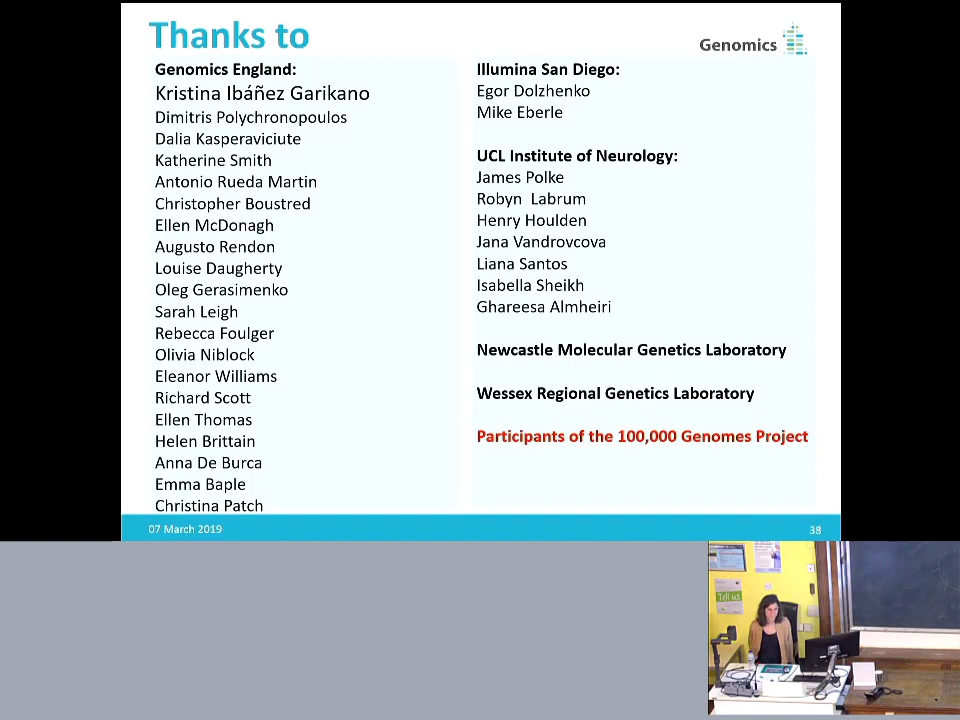 Thanks to
Genomics
Genomics England:
Kristina Ibáñez Garikano
Dimitris Polychronopoulos
Dalia Kasperaviciute
Katherine Smith
Antonio Rueda Martin
Christopher Boustred
Ellen McDonagh
Augusto Rendon
Louise Daugherty
Oleg Gerasimenko
Sarah Leigh
Rebecca Foulger
Olivia Niblock
Eleanor Williams
Richard Scott
Ellen Thomas
Helen Brittain
Anna De Burca
Emma Baple
Christina Patch
Illumina San Diego:
Egor Dolzhenko
Mike Eberle
UCL Institute of Neurology:
James Polke
Robyn Labrum
Henry Houlden
Jana Vandrovcova
Liana Santos
Isabella Sheikh
Ghareesa Almheiri
Newcastle Molecular Genetics Laboratory
Wessex Regional Genetics Laboratory
Participants of the 100,000 Genomes Project
07 March 2019
38
Tell us